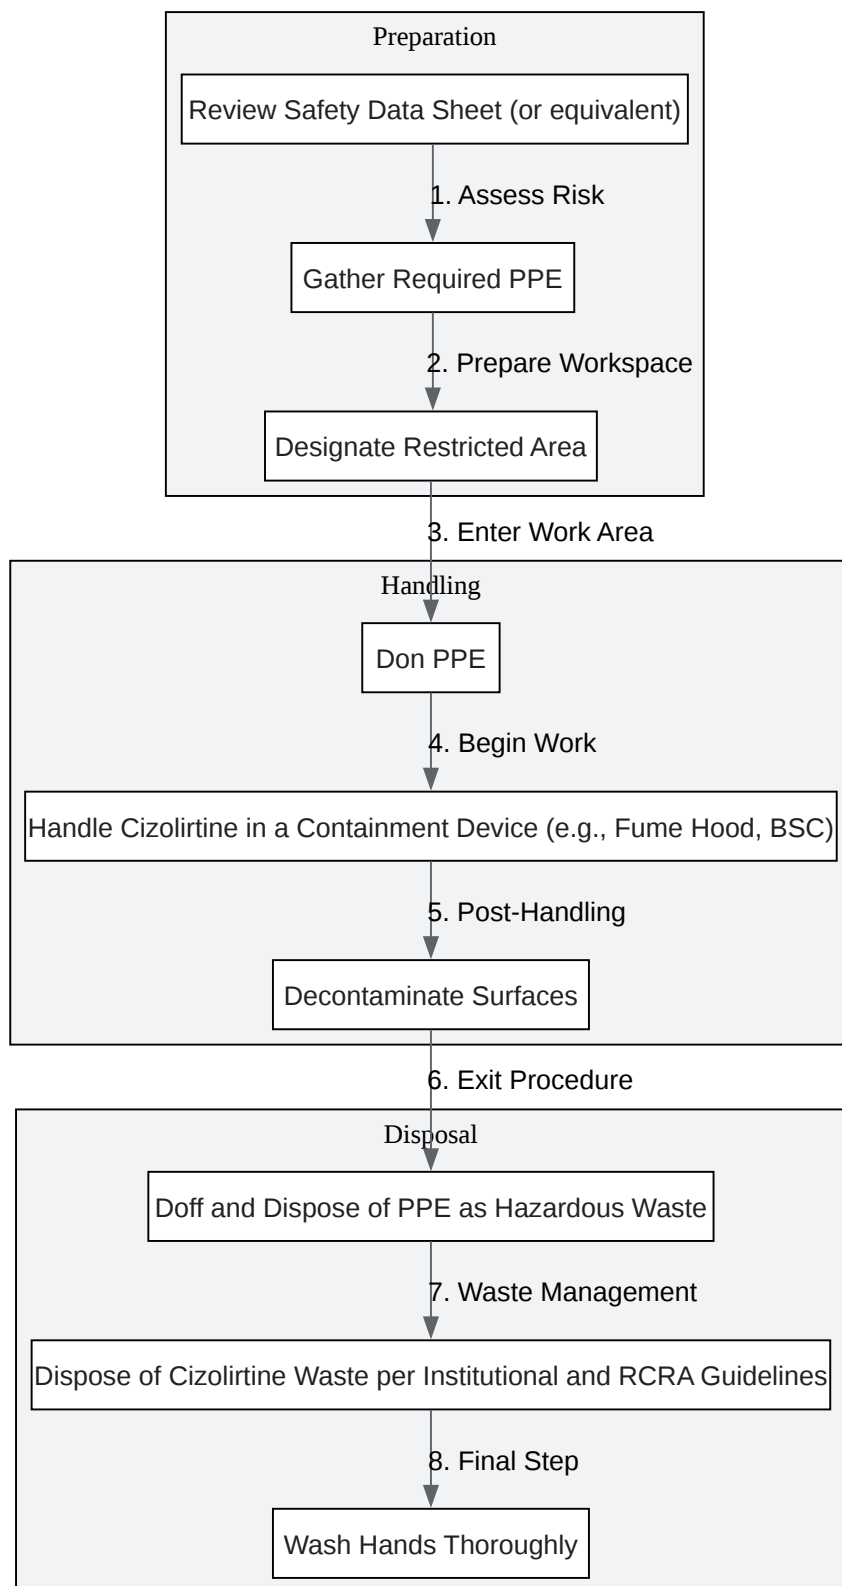 Preparation
Review Safety Data Sheet (or equivalent)
1. Assess Risk
Gather Required PPE
2. Prepare Workspace
Designate Restricted Area
3. Enter Work Area
Handling
Don PPE
4. Begin Work
Handle Cizolirtine in a Containment Device (e.g., Fume Hood, BSC)
5. Post-Handling
Decontaminate Surfaces
6. Exit Procedure
Disposal
Doff and Dispose of PPE as Hazardous Waste
7. Waste Management
Dispose of Cizolirtine Waste per Institutional and RCRA Guidelines
8. Final Step
Wash Hands Thoroughly